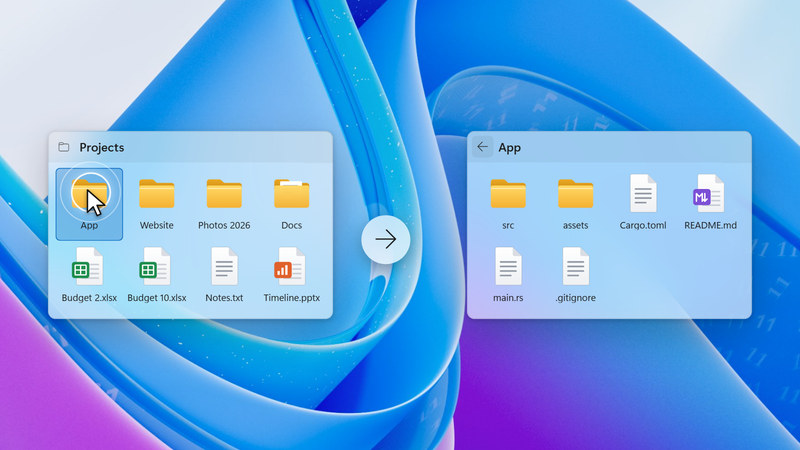 Projects
App
Website
Photos 2026
Docs
Budget 2.xlsx
Budget 10.xlsx
Notes.txt
Timeline.pptx
App
src
assets
Cargo.toml
README.md
main.rs
.gitignore